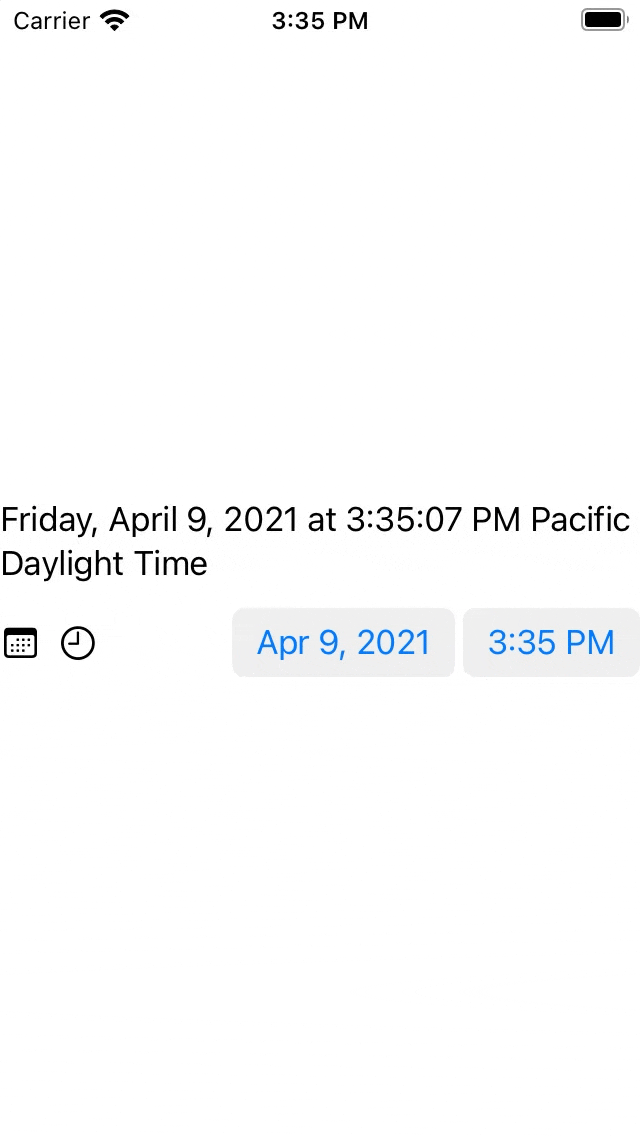 Carrier 3:35 PM
Friday, April 9, 2021 at 3:35:07 PM Pacific
Daylight Time
Apr 9, 2021 3:35 PM